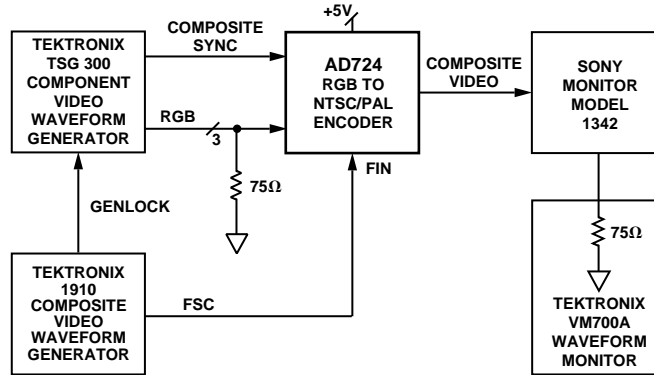 +5V
TEKTRONIX
TSG 300
COMPONENT
VIDEO
WAVEFORM
GENERATOR
COMPOSITE
SYNC
RGB
3
75Ω
AD724
RGB TO
NTSC/PAL
ENCODER
COMPOSITE
VIDEO
SONY
MONITOR
MODEL
1342
FIN
GENLOCK
75Ω
TEKTRONIX
1910
COMPOSITE
VIDEO
WAVEFORM
GENERATOR
FSC
TEKTRONIX
VM700A
WAVEFORM
MONITOR